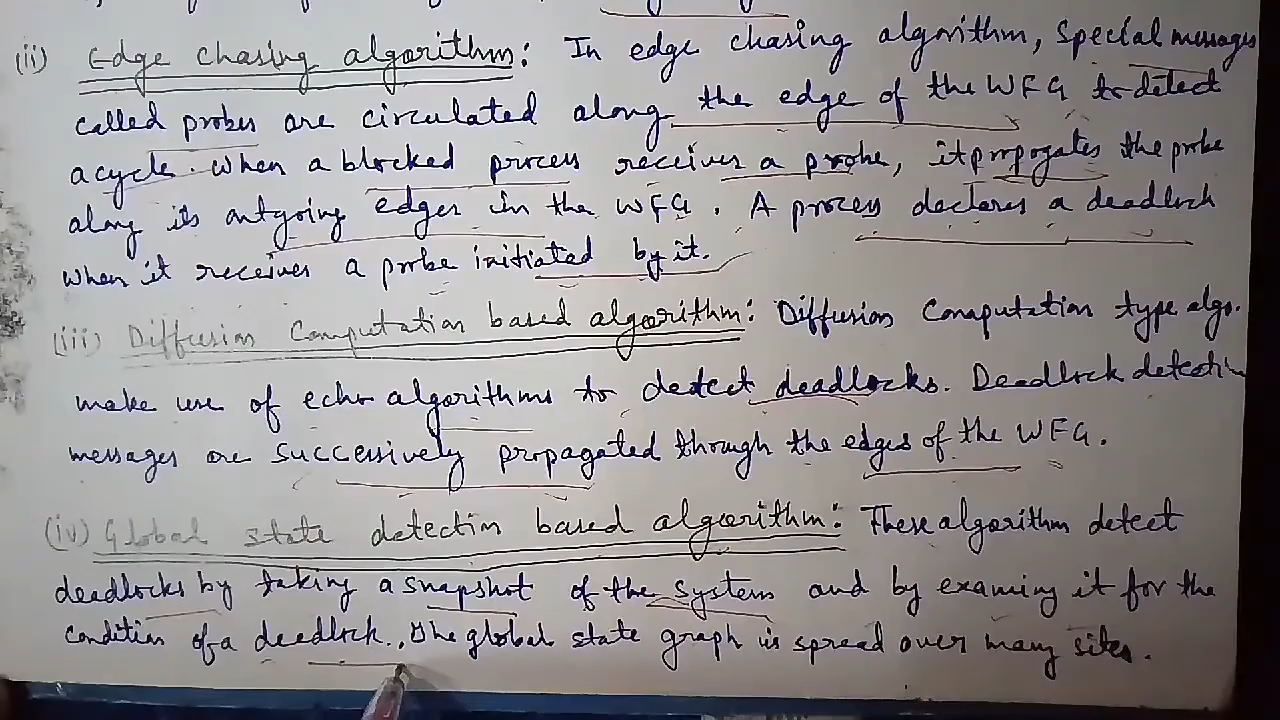 (ii) Edge Chasing algorithm: In edge chasing algorithm, Special messages
called probes are circulated along the edge of the WFG to detect
a cycle. When a blocked process receives a probe, it propogates the probe
along its outgoing edges in the WFG. A process declares a deadlock
when it receives a probe initiated by it.
(iii) Diffusion Computation based algorithm: Diffusion Computation type algo.
make use of echo algorithms to detect deadlocks. Deadlock detection
messages are successively propagated through the edges of the WFG.
(iv) Global state detection based algorithm: These algorithm detect
deadlocks by taking a snapshot of the system and by examing it for the
condition of a deadlock. The global state graph is spread over many sites.